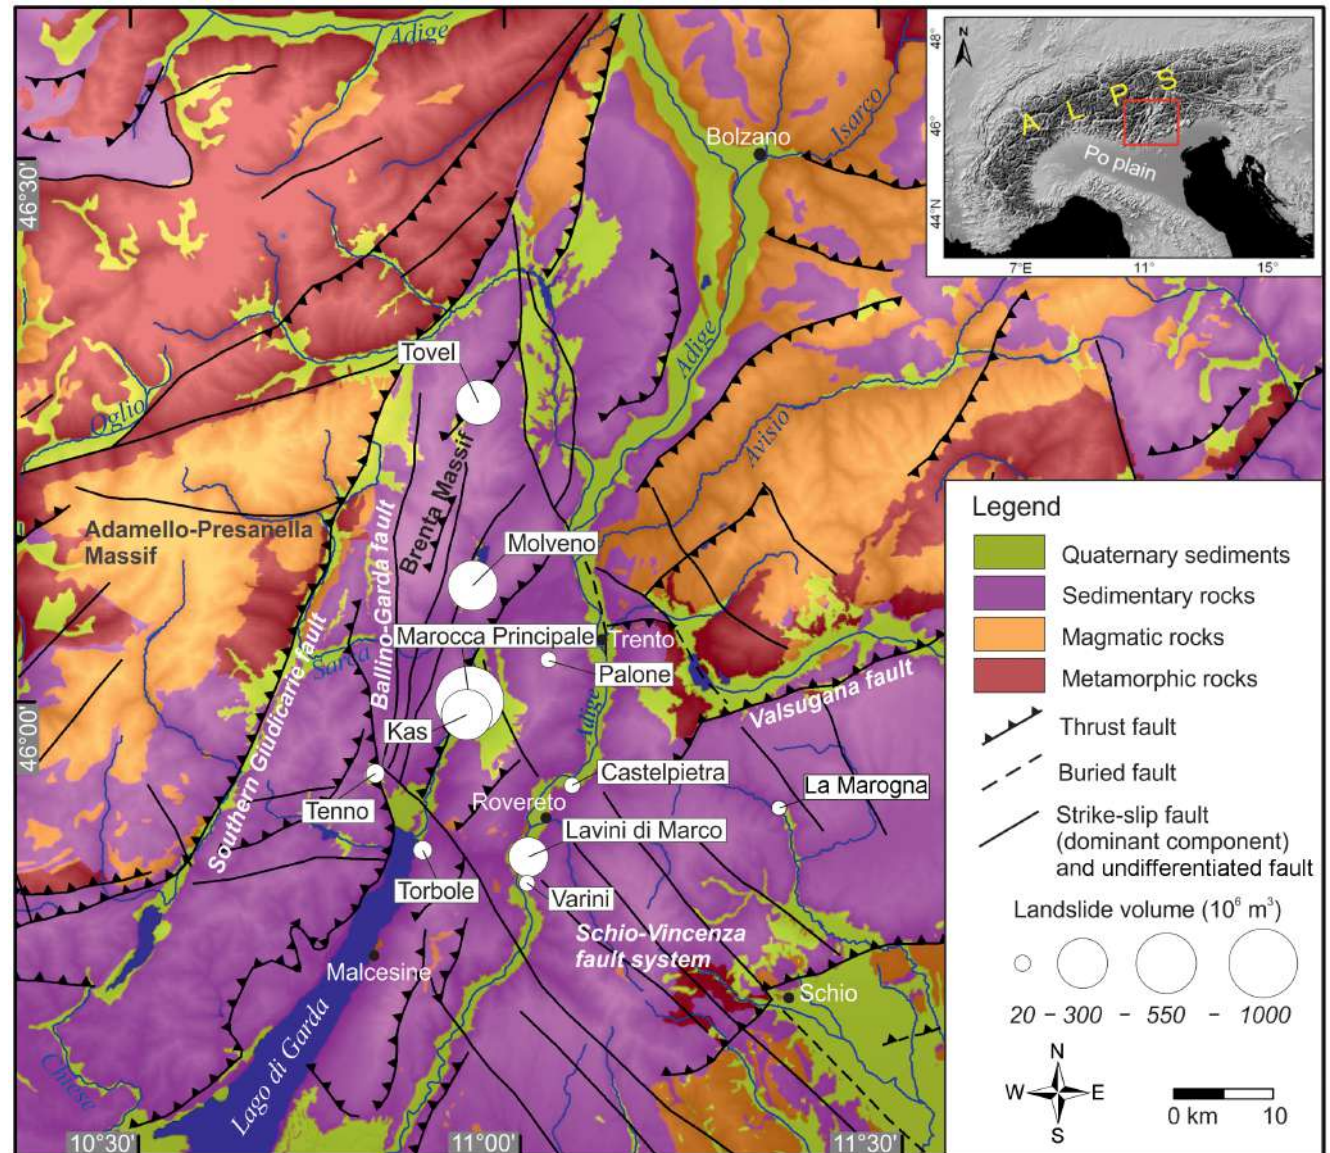 Adige
Isarco
Bolzano
N
A L P S
Po plain
48°
46°
44°N
7°E
11°
15°
46°30'
Tovel
Adige
Oglio
Avisio
Brenta Massif
Adamello-Presanella
Massif
Ballino-Garda fault
Molveno
Marocca Principale
Trento
Sarca
Southern Giudicarie fault
Palone
Adige
Valsugana fault
46°00'
Kas
Castelpietra
La Marogna
Tenno
Rovereto
Lavini di Marco
Torbole
Varini
Schio-Vincenza
fault system
Malcesine
Schio
Lago di Garda
Chiese
10°30'
11°00'
11°30'
Legend
Quaternary sediments
Sedimentary rocks
Magmatic rocks
Metamorphic rocks
Thrust fault
Buried fault
Strike-slip fault
(dominant component)
and undifferentiated fault
Landslide volume (10⁶ m³)
20 - 300 - 550 - 1000
N
W E
S
0 km 10